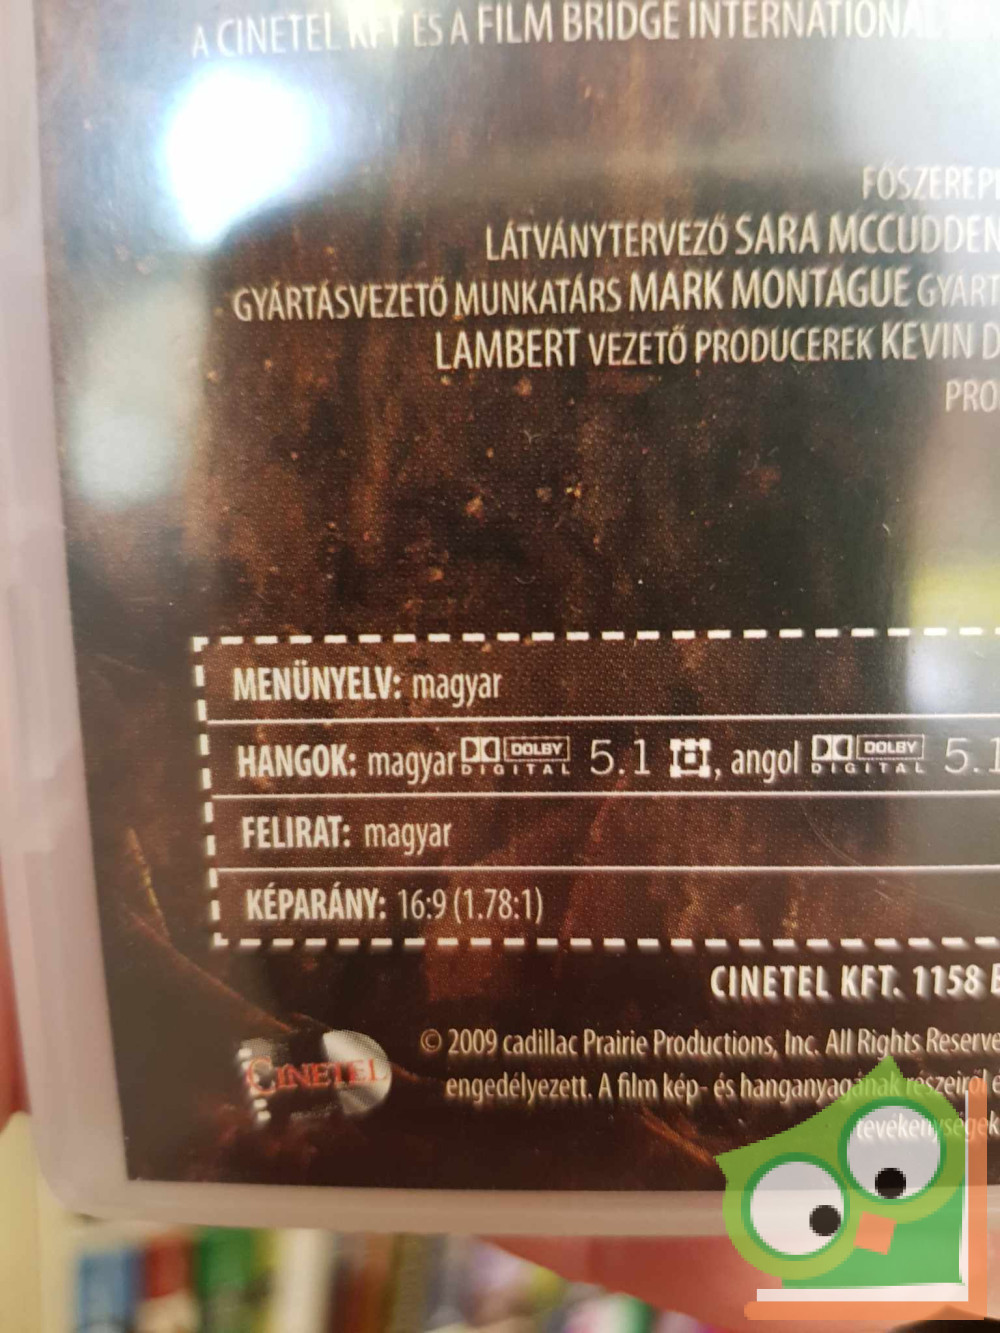 A CINETEL KFT ÉS A FILM BRIDGE INTERNATIONAL
FŐSZEREP
LÁTVÁNYTERVEZŐ SARA MCCUDDEN
GYÁRTÁSVEZETŐ MUNKATÁRS MARK MONTAGUE GYÁRT
LAMBERT VEZETŐ PRODUCEREK KEVIN D
PRO
MENÜNYELV: magyar
HANGOK: magyar DOLBY DIGITAL 5.1, angol DOLBY DIGITAL 5.1
FELIRAT: magyar
KÉPARÁNY: 16:9 (1.78:1)
CINETEL KFT. 1158
© 2009 cadillac Prairie Productions, Inc. All Rights Reserve
CINETEL
engedélyezett. A film kép- és hanganyagának részeiről
tevékenységek